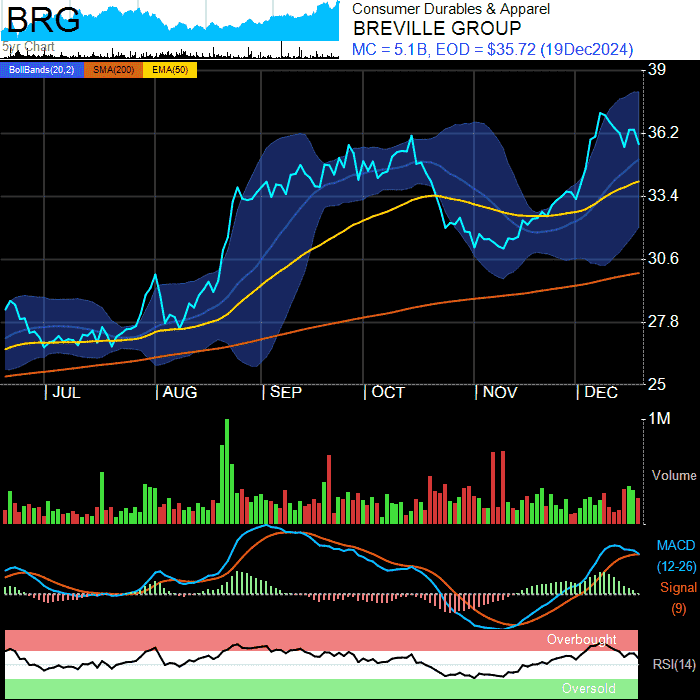 BRG
5yr Chart
Consumer Durables & Apparel
BREVILLE GROUP
MC = 5.1B, EOD = $35.72 (19Dec2024)
BollBands(20,2) SMA(200) EMA(50)
39
36.2
33.4
30.6
27.8
25
JUL AUG SEP OCT NOV DEC
1M
Volume
MACD
(12-26)
Signal
(9)
Overbought
RSI(14)
Oversold